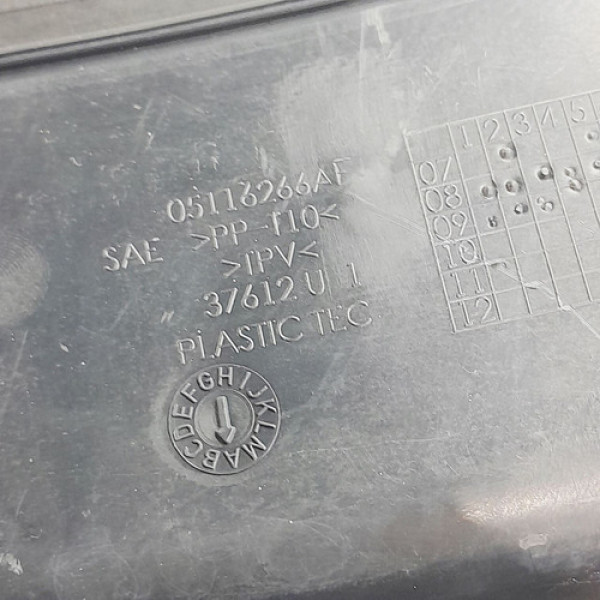 05116266AF
SAE >PP-T10<
>IPV<
37612 U 1
PLASTIC TEC
ABCDEFGHIJKLM
1 2 3 4 5
07
08
09
10
11
12